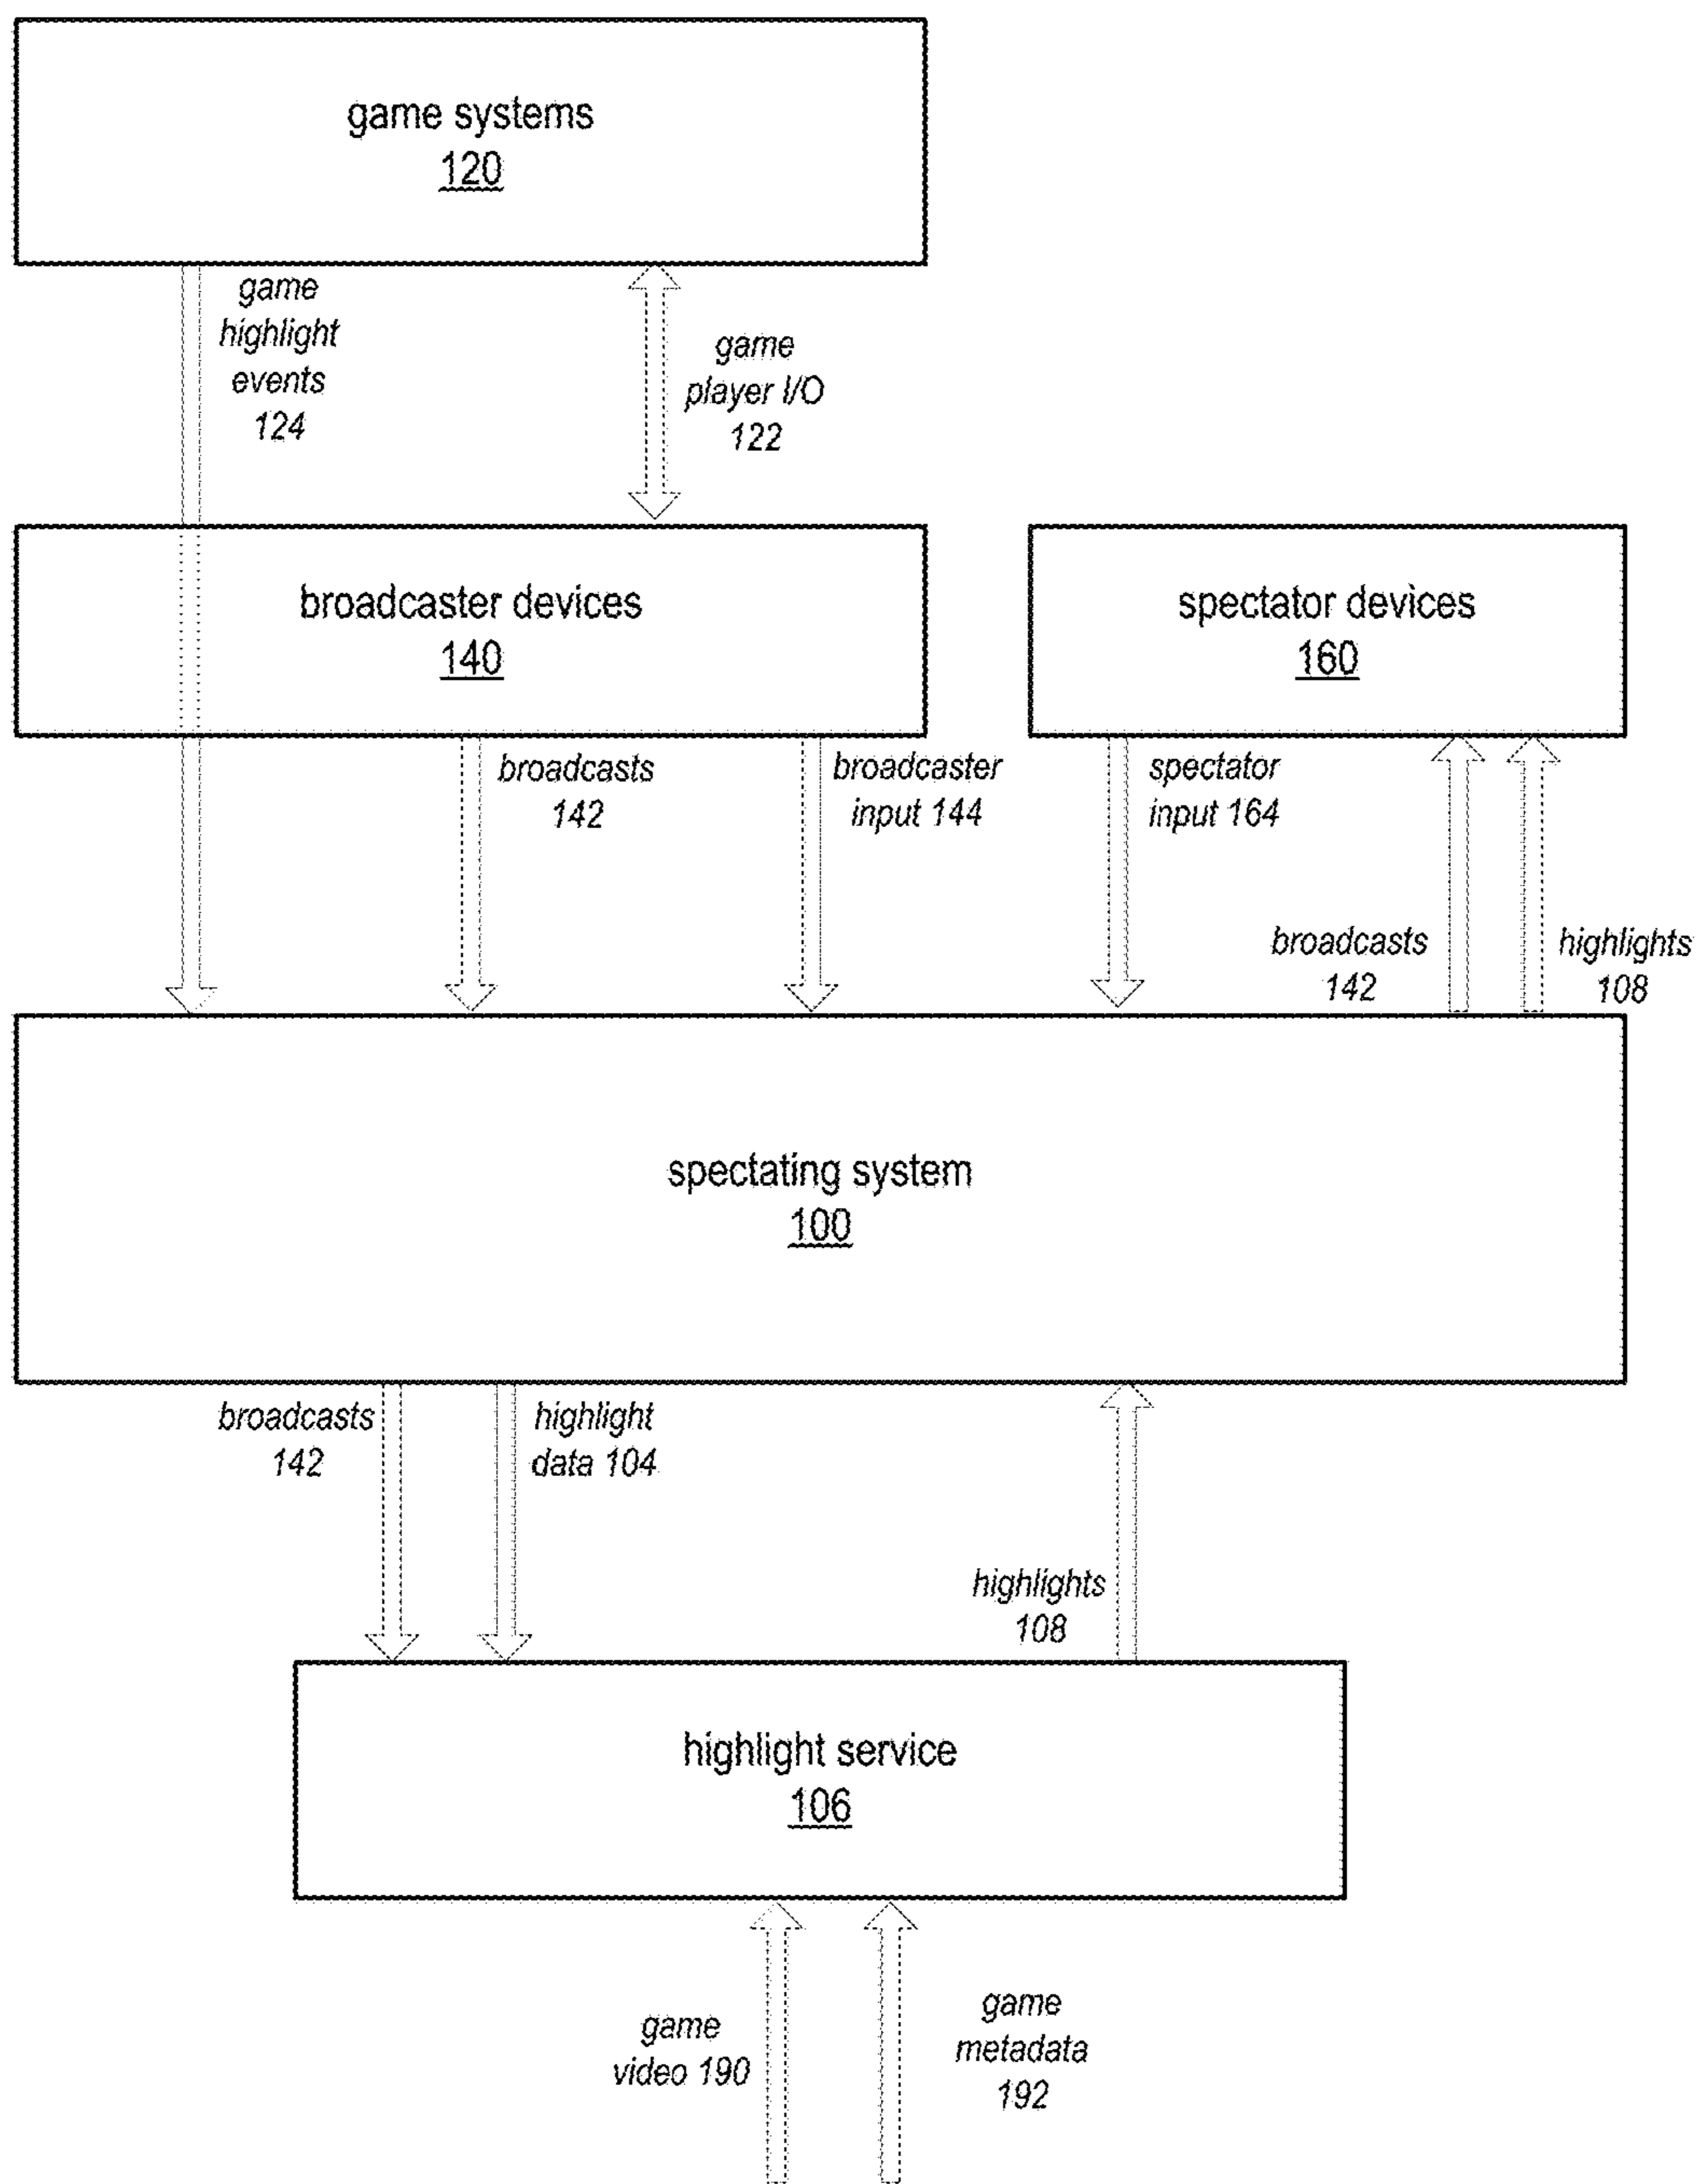 game systems
120
game
highlight
events
124
game
player I/O
122
broadcaster devices
140
spectator devices
160
broadcasts
142
broadcaster
input 144
spectator
input 164
broadcasts
142
highlights
108
spectating system
100
broadcasts
142
highlight
data 104
highlights
108
highlight service
106
game
video 190
game
metadata
192